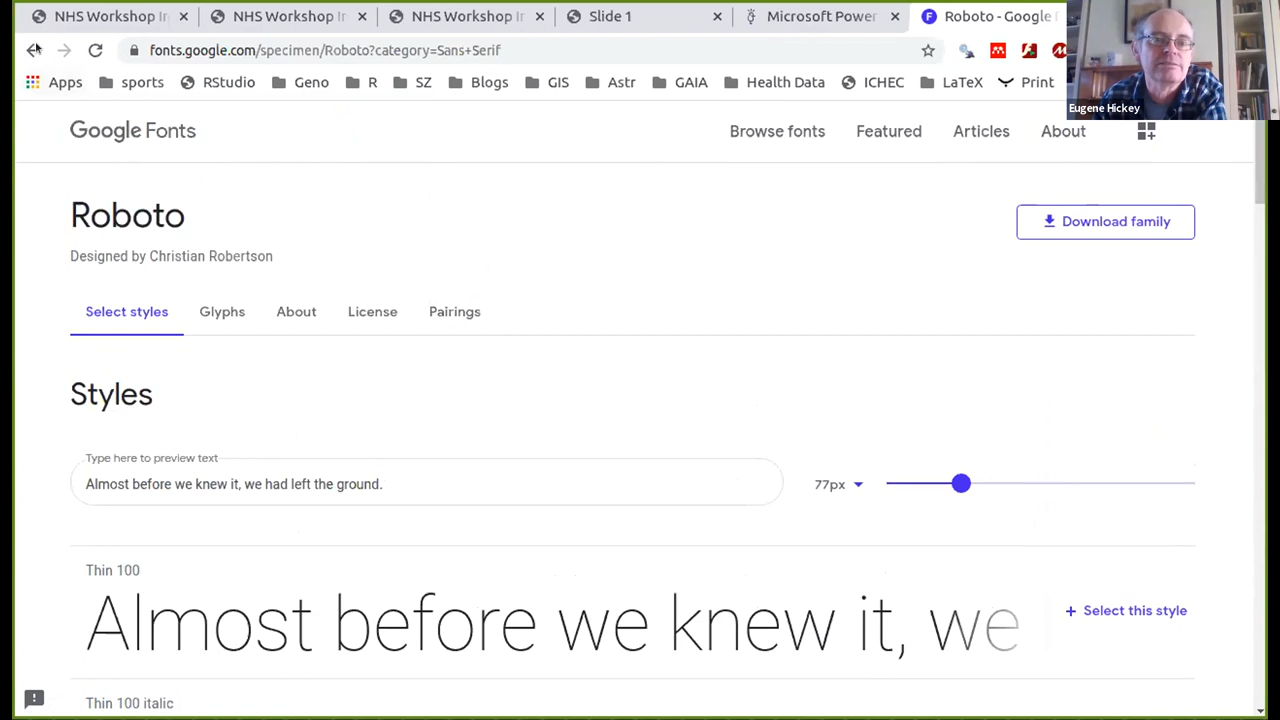 NHS Workshop In
NHS Workshop In
NHS Workshop In
Slide 1
Microsoft Power
Roboto - Google F
fonts.google.com/specimen/Roboto?category=Sans+Serif
Apps
sports
RStudio
Geno
R
SZ
Blogs
GIS
Astr
GAIA
Health Data
ICHEC
LaTeX
Print
Eugene Hickey
Google Fonts
Browse fonts
Featured
Articles
About
Roboto
Download family
Designed by Christian Robertson
Select styles
Glyphs
About
License
Pairings
Styles
Type here to preview text
Almost before we knew it, we had left the ground.
77px
Thin 100
Almost before we knew it, we
+ Select this style
Thin 100 italic